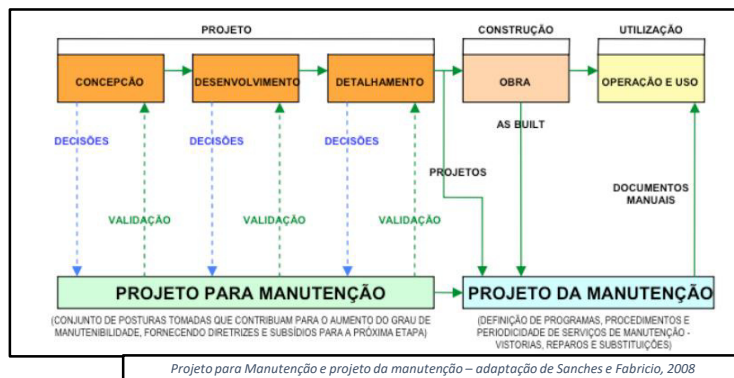 PROJETO
CONSTRUÇÃO
UTILIZAÇÃO
CONCEPÇÃO
DESENVOLVIMENTO
DETALHAMENTO
OBRA
OPERAÇÃO E USO
DECISÕES
DECISÕES
DECISÕES
AS BUILT
PROJETOS
VALIDAÇÃO
VALIDAÇÃO
VALIDAÇÃO
DOCUMENTOS
MANUAIS
PROJETO PARA MANUTENÇÃO
(CONJUNTO DE POSTURAS TOMADAS QUE CONTRIBUAM PARA O AUMENTO DO GRAU DE
MANUTENIBILIDADE, FORNECENDO DIRETRIZES E SUBSÍDIOS PARA A PRÓXIMA ETAPA)
PROJETO DA MANUTENÇÃO
(DEFINIÇÃO DE PROGRAMAS, PROCEDIMENTOS E
PERIODICIDADE DE SERVIÇOS DE MANUTENÇÃO -
VISTORIAS, REPAROS E SUBSTITUIÇÕES)
Projeto para Manutenção e projeto da manutenção – adaptação de Sanches e Fabricio, 2008